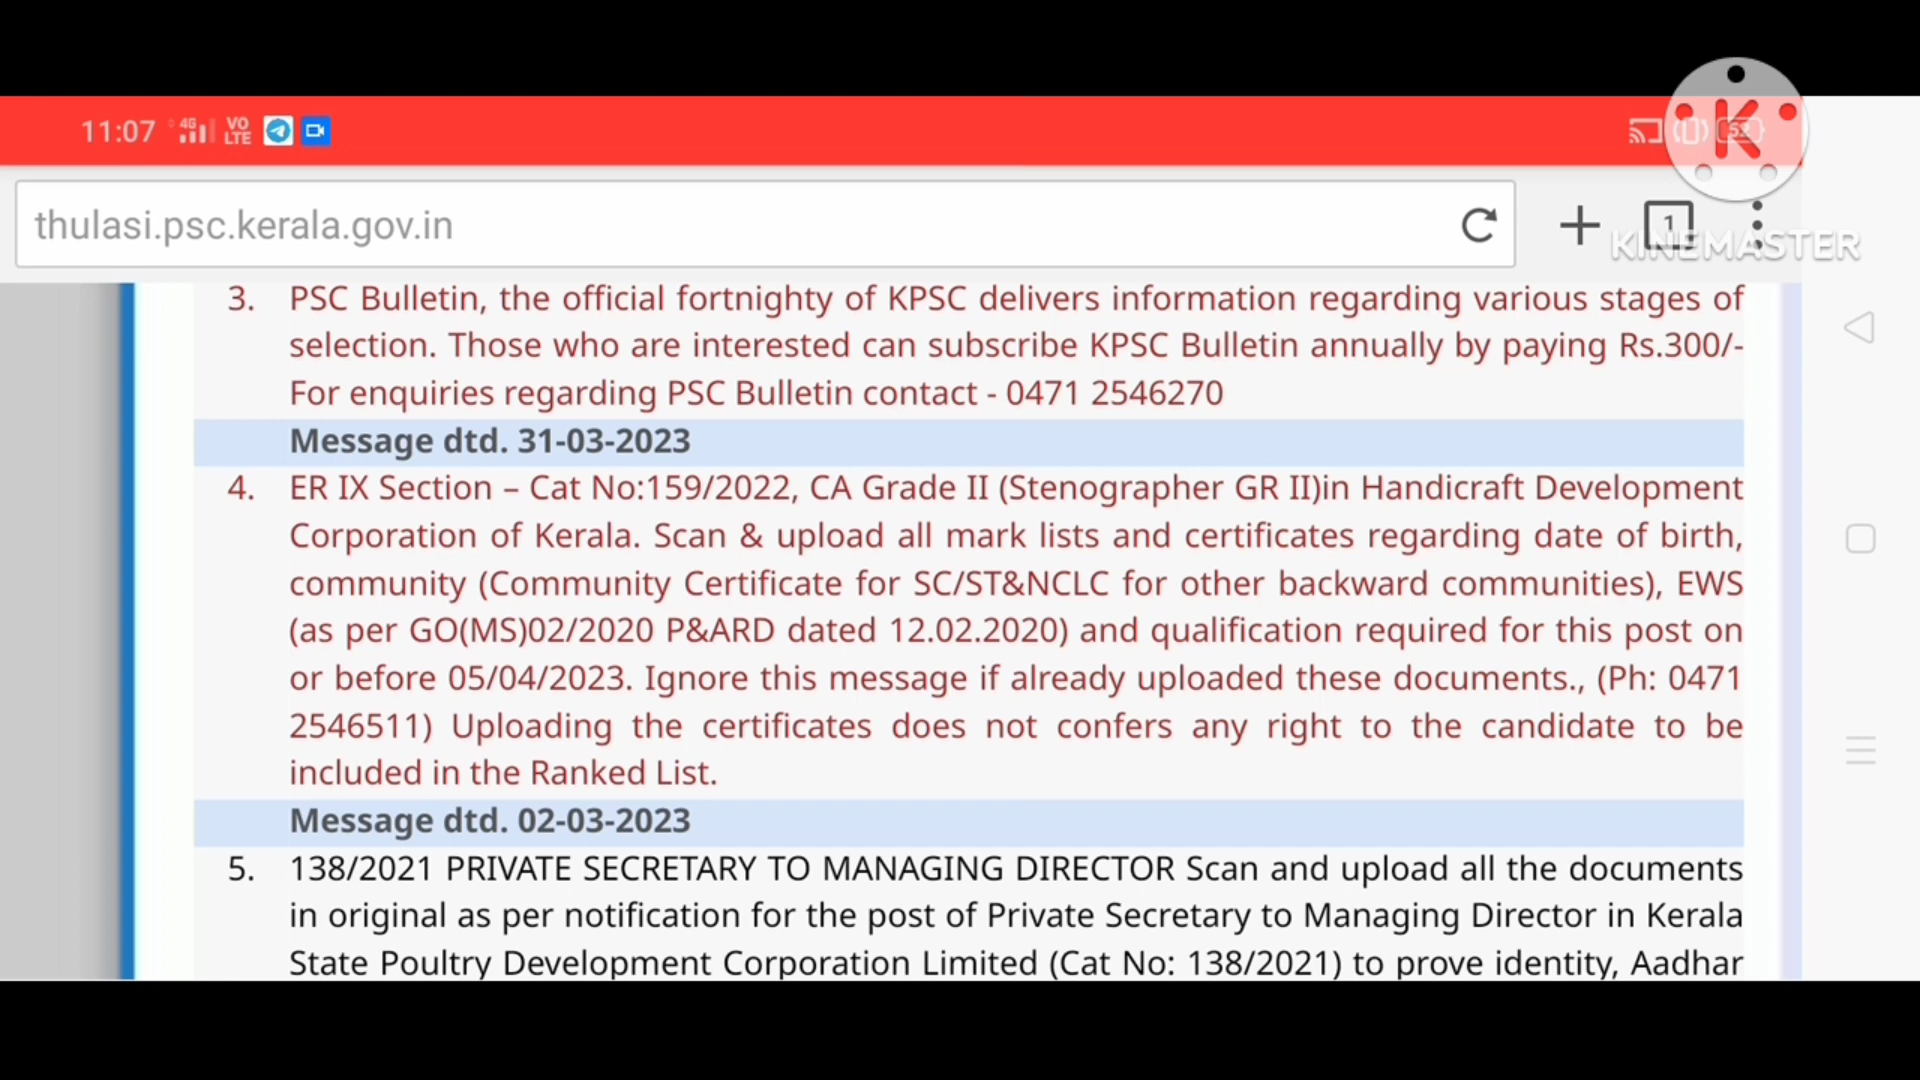 11:07 4G VO LTE 52
thulasi.psc.kerala.gov.in
1
K
KINEMASTER
3. PSC Bulletin, the official fortnighty of KPSC delivers information regarding various stages of
selection. Those who are interested can subscribe KPSC Bulletin annually by paying Rs.300/-
For enquiries regarding PSC Bulletin contact - 0471 2546270
Message dtd. 31-03-2023
4. ER IX Section – Cat No:159/2022, CA Grade II (Stenographer GR II)in Handicraft Development
Corporation of Kerala. Scan & upload all mark lists and certificates regarding date of birth,
community (Community Certificate for SC/ST&NCLC for other backward communities), EWS
(as per GO(MS)02/2020 P&ARD dated 12.02.2020) and qualification required for this post on
or before 05/04/2023. Ignore this message if already uploaded these documents., (Ph: 0471
2546511) Uploading the certificates does not confers any right to the candidate to be
included in the Ranked List.
Message dtd. 02-03-2023
5. 138/2021 PRIVATE SECRETARY TO MANAGING DIRECTOR Scan and upload all the documents
in original as per notification for the post of Private Secretary to Managing Director in Kerala
State Poultry Development Corporation Limited (Cat No: 138/2021) to prove identity, Aadhar